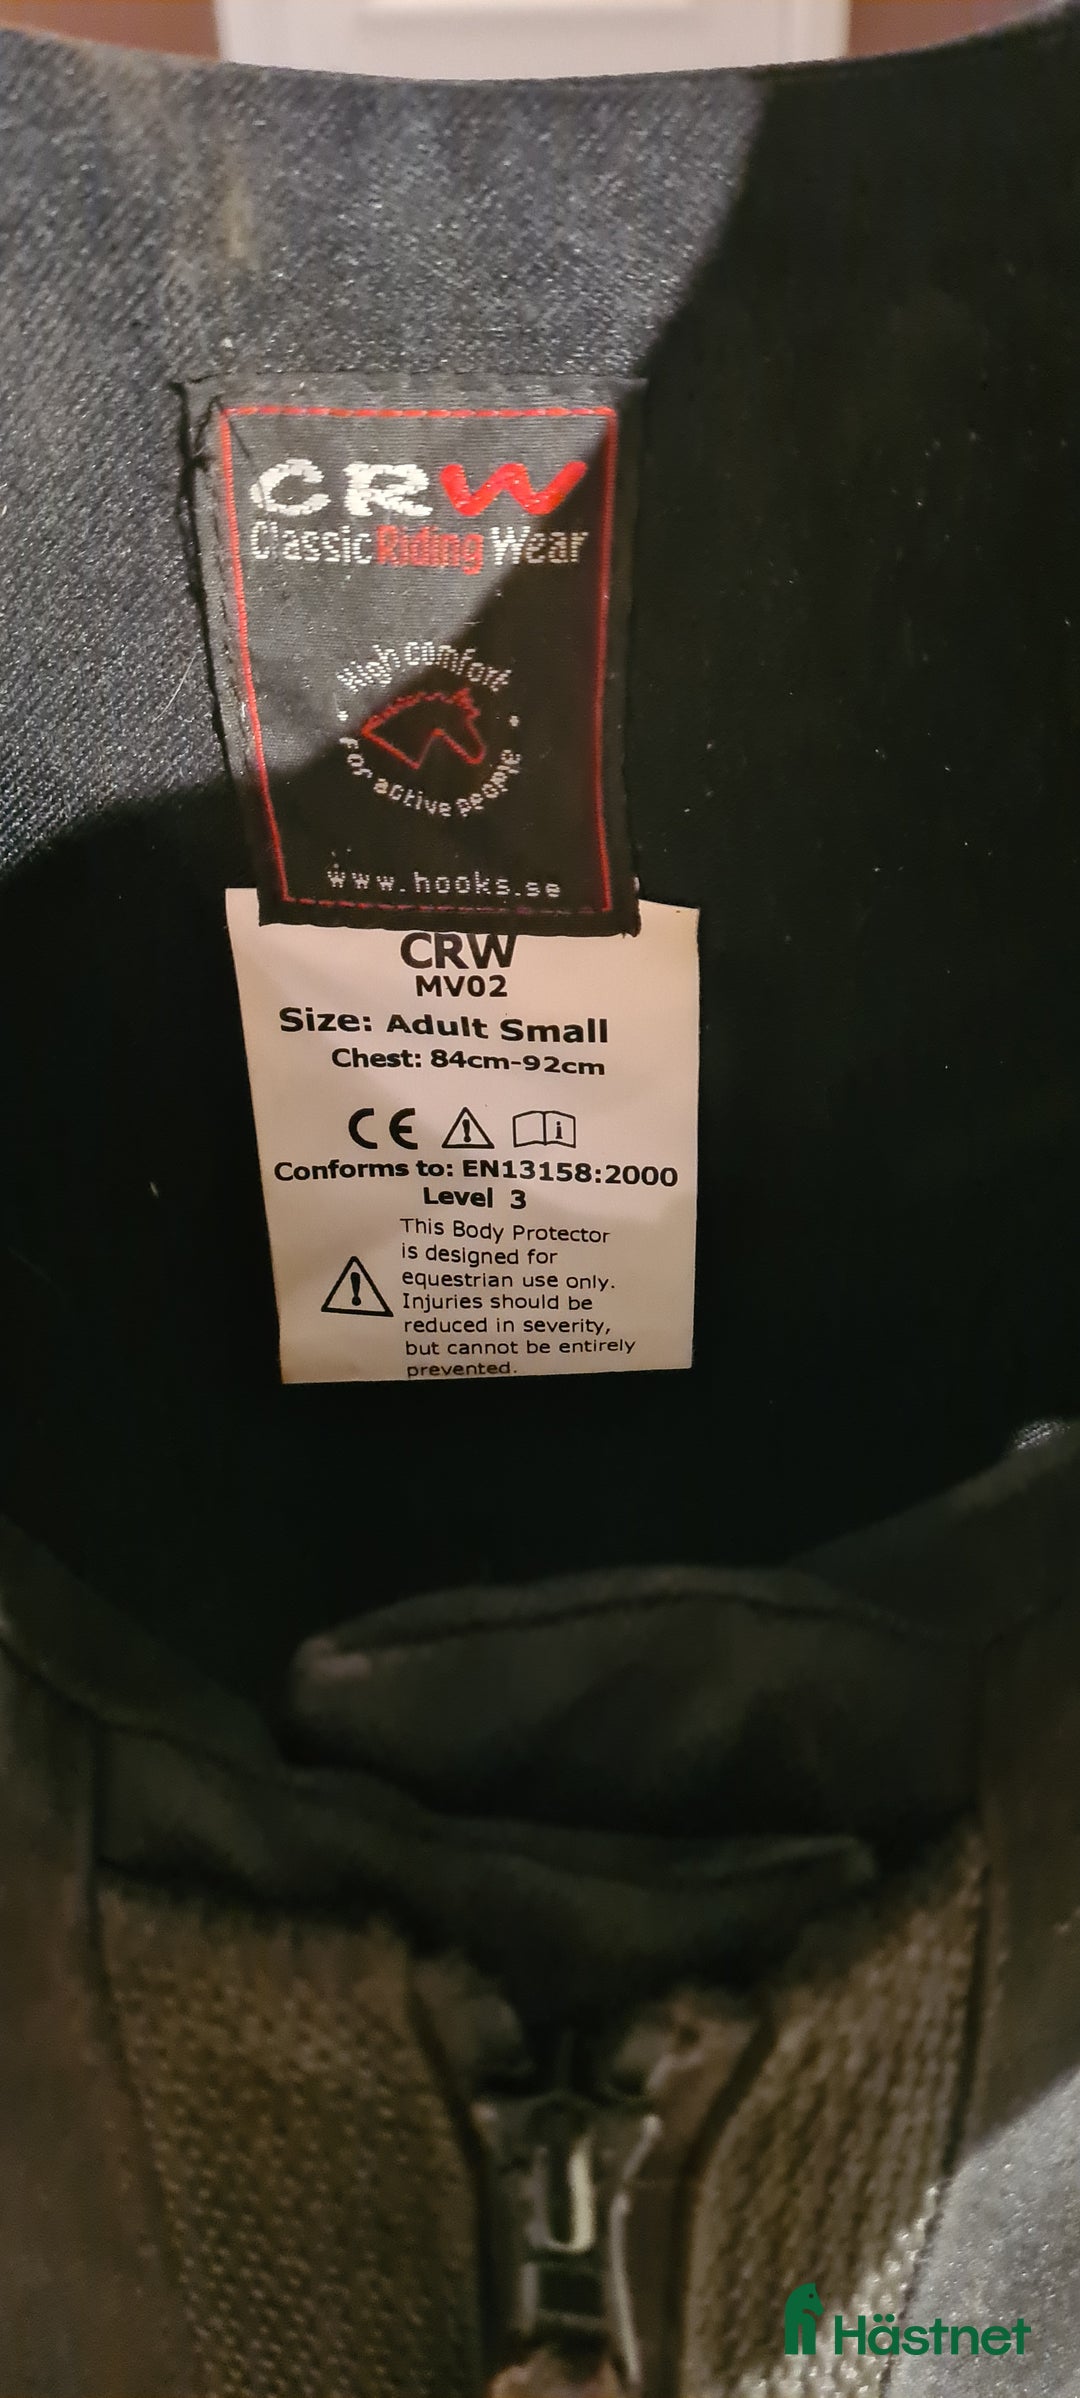 CRW
Classic Riding Wear
High comfort
for active people
www.hooks.se
CRW
MV02
Size: Adult Small
Chest: 84cm-92cm
CE
Conforms to: EN13158:2000
Level 3
This Body Protector
is designed for
equestrian use only.
Injuries should be
reduced in severity,
but cannot be entirely
prevented.
Hästnet